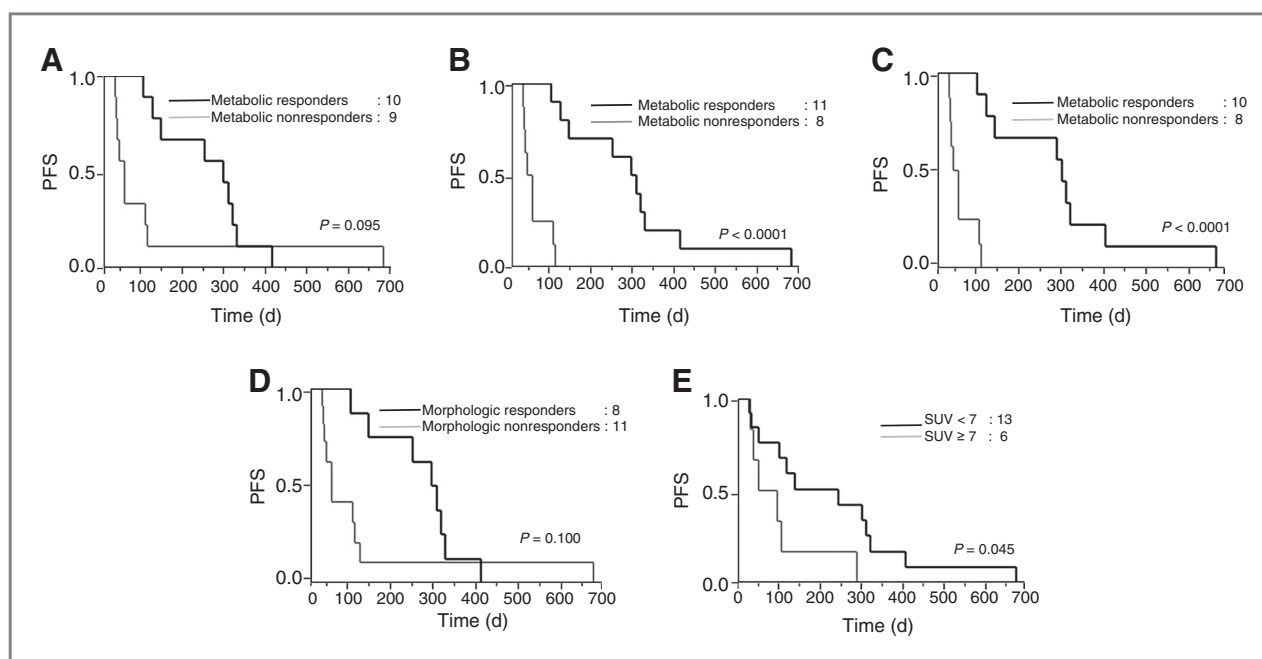 A
1.0
Metabolic responders : 10
Metabolic nonresponders : 9
PFS
0.5
P = 0.095
0.0
0 100 200 300 400 500 600 700
Time (d)
B
1.0
Metabolic responders : 11
Metabolic nonresponders : 8
PFS
0.5
P < 0.0001
0.0
0 100 200 300 400 500 600 700
Time (d)
C
1.0
Metabolic responders : 10
Metabolic nonresponders : 8
PFS
0.5
P < 0.0001
0.0
0 100 200 300 400 500 600 700
Time (d)
D
1.0
Morphologic responders : 8
Morphologic nonresponders : 11
PFS
0.5
P = 0.100
0.0
0 100 200 300 400 500 600 700
Time (d)
E
1.0
SUV < 7 : 13
SUV ≥ 7 : 6
PFS
0.5
P = 0.045
0.0
0 100 200 300 400 500 600 700
Time (d)